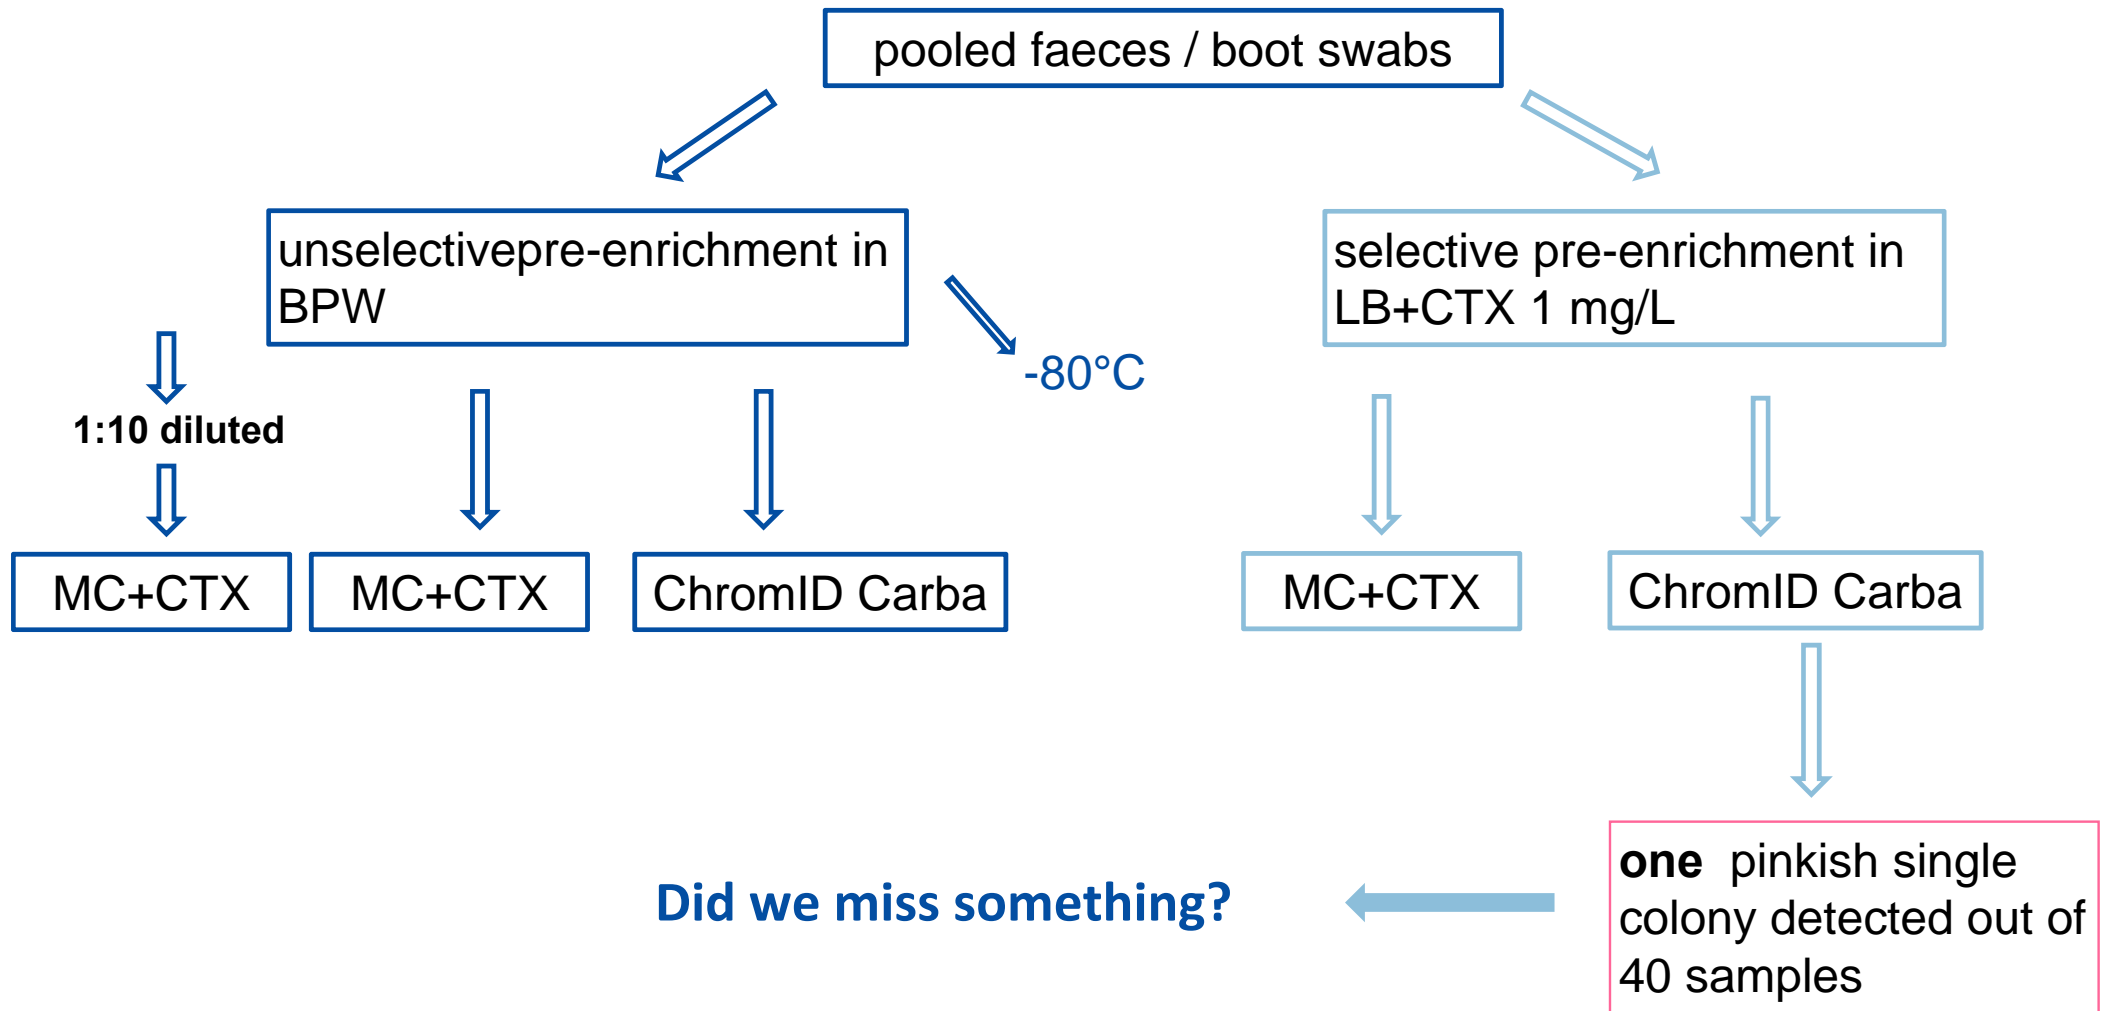 pooled faeces / boot swabs
unselectivepre-enrichment in
BPW
selective pre-enrichment in
LB+CTX 1 mg/L
-80°C
1:10 diluted
MC+CTX
MC+CTX
ChromID Carba
MC+CTX
ChromID Carba
one pinkish single
colony detected out of
40 samples
Did we miss something?